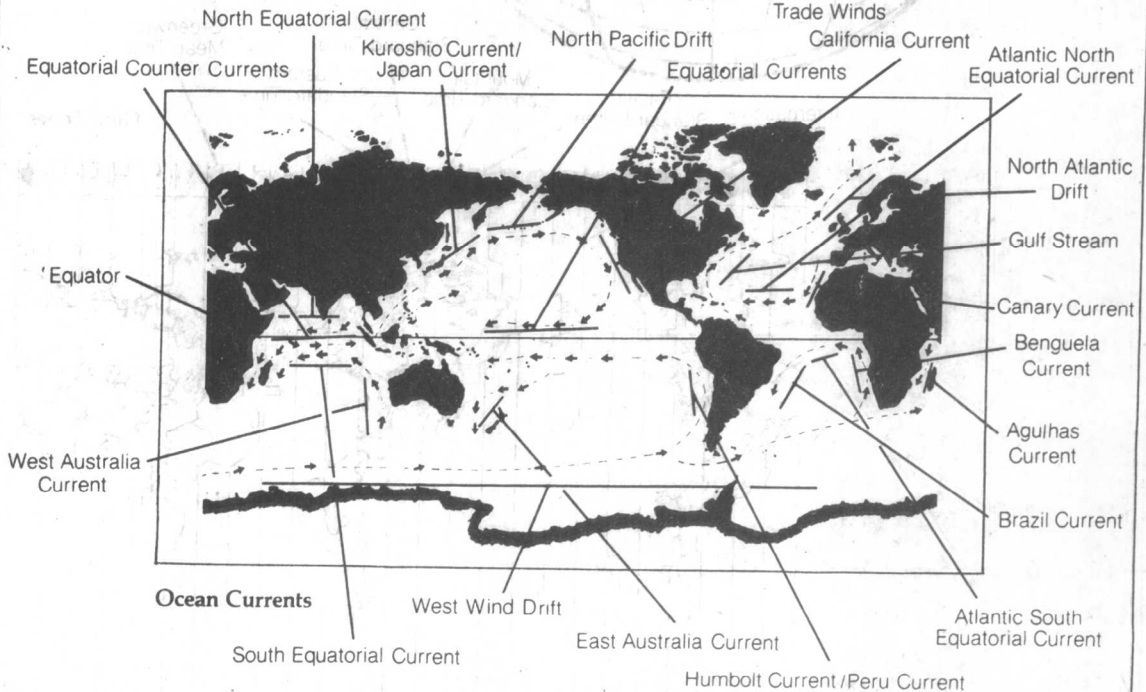 North Equatorial Current
Trade Winds
Kuroshio Current/
Japan Current
North Pacific Drift
California Current
Equatorial Counter Currents
Equatorial Currents
Atlantic North
Equatorial Current
North Atlantic
Drift
Gulf Stream
Equator
Canary Current
Benguela
Current
Agulhas
Current
West Australia
Current
Brazil Current
Ocean Currents
West Wind Drift
Atlantic South
Equatorial Current
East Australia Current
South Equatorial Current
Humbolt Current/Peru Current